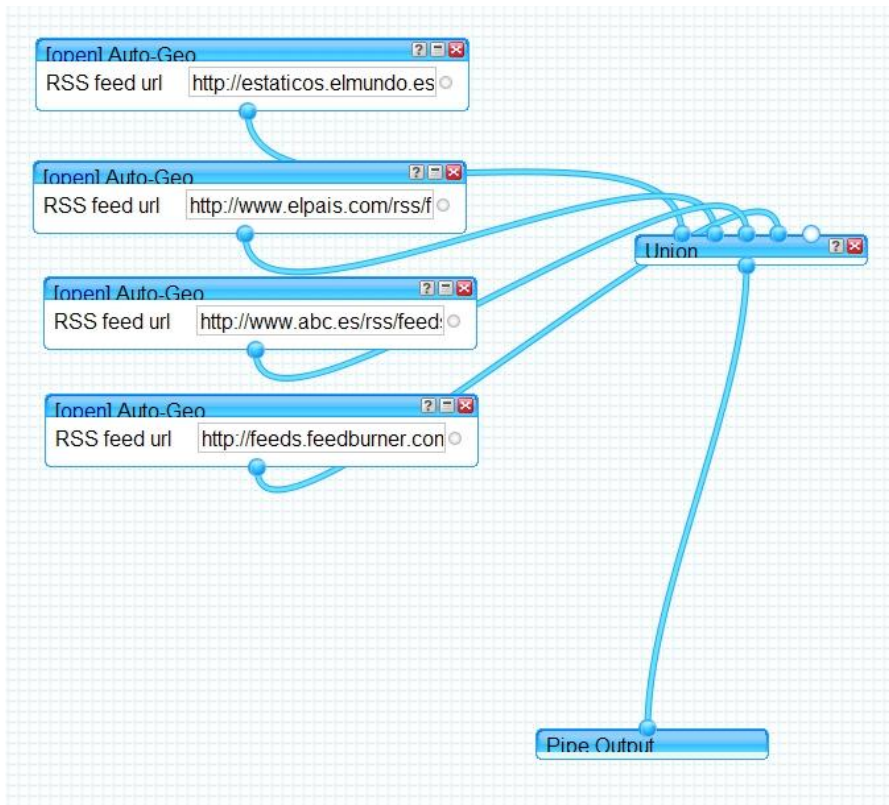 [open] Auto-Geo
RSS feed url http://estaticos.elmundo.es
[open] Auto-Geo
RSS feed url http://www.elpais.com/rss/f
Union
[open] Auto-Geo
RSS feed url http://www.abc.es/rss/feed
[open] Auto-Geo
RSS feed url http://feeds.feedburner.con
Pipe Output